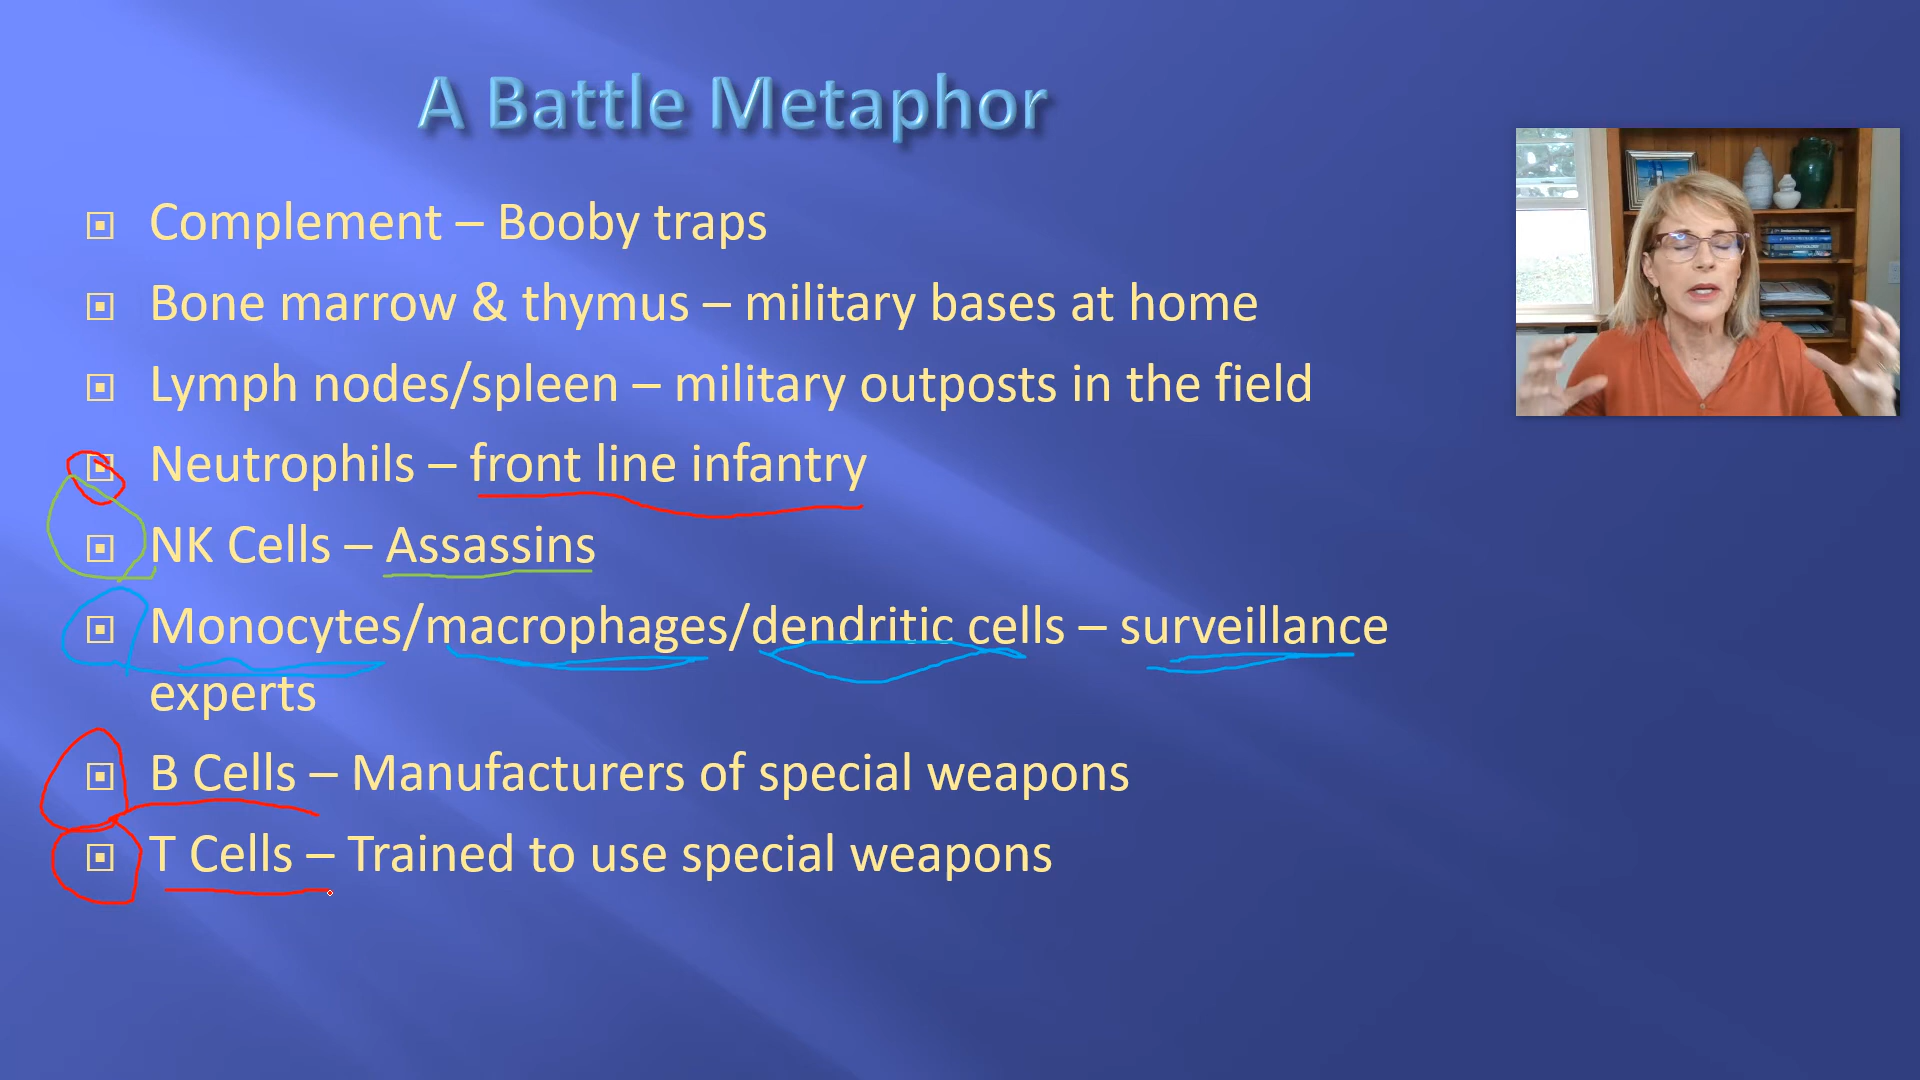 A Battle Metaphor
Complement – Booby traps
Bone marrow & thymus – military bases at home
Lymph nodes/spleen – military outposts in the field
Neutrophils – front line infantry
NK Cells – Assassins
Monocytes/macrophages/dendritic cells – surveillance
experts
B Cells – Manufacturers of special weapons
T Cells – Trained to use special weapons